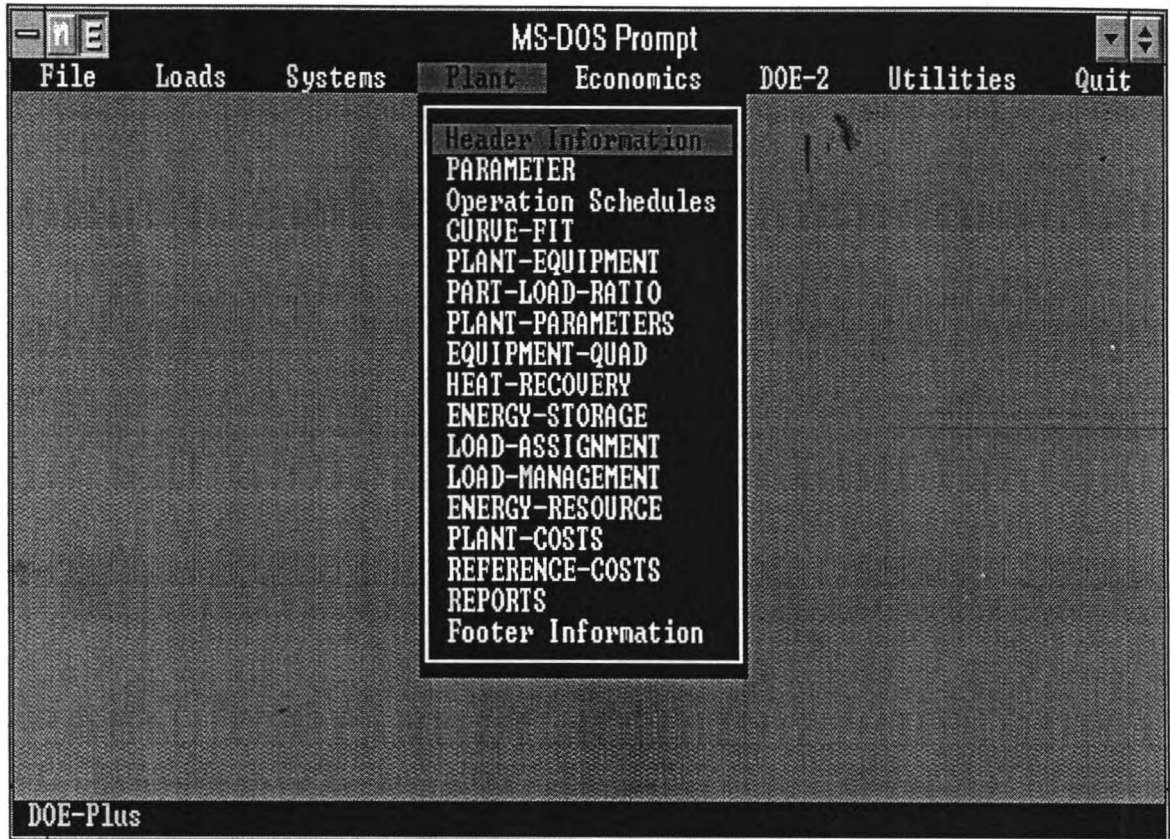 MS-DOS Prompt
File Loads Systems Plant Economics DOE-2 Utilities Quit
Header Information
PARAMETER
Operation Schedules
CURVE-FIT
PLANT-EQUIPMENT
PART-LOAD-RATIO
PLANT-PARAMETERS
EQUIPMENT-QUAD
HEAT-RECOVERY
ENERGY-STORAGE
LOAD-ASSIGNMENT
LOAD-MANAGEMENT
ENERGY-RESOURCE
PLANT-COSTS
REFERENCE-COSTS
REPORTS
Footer Information
DOE-Plus